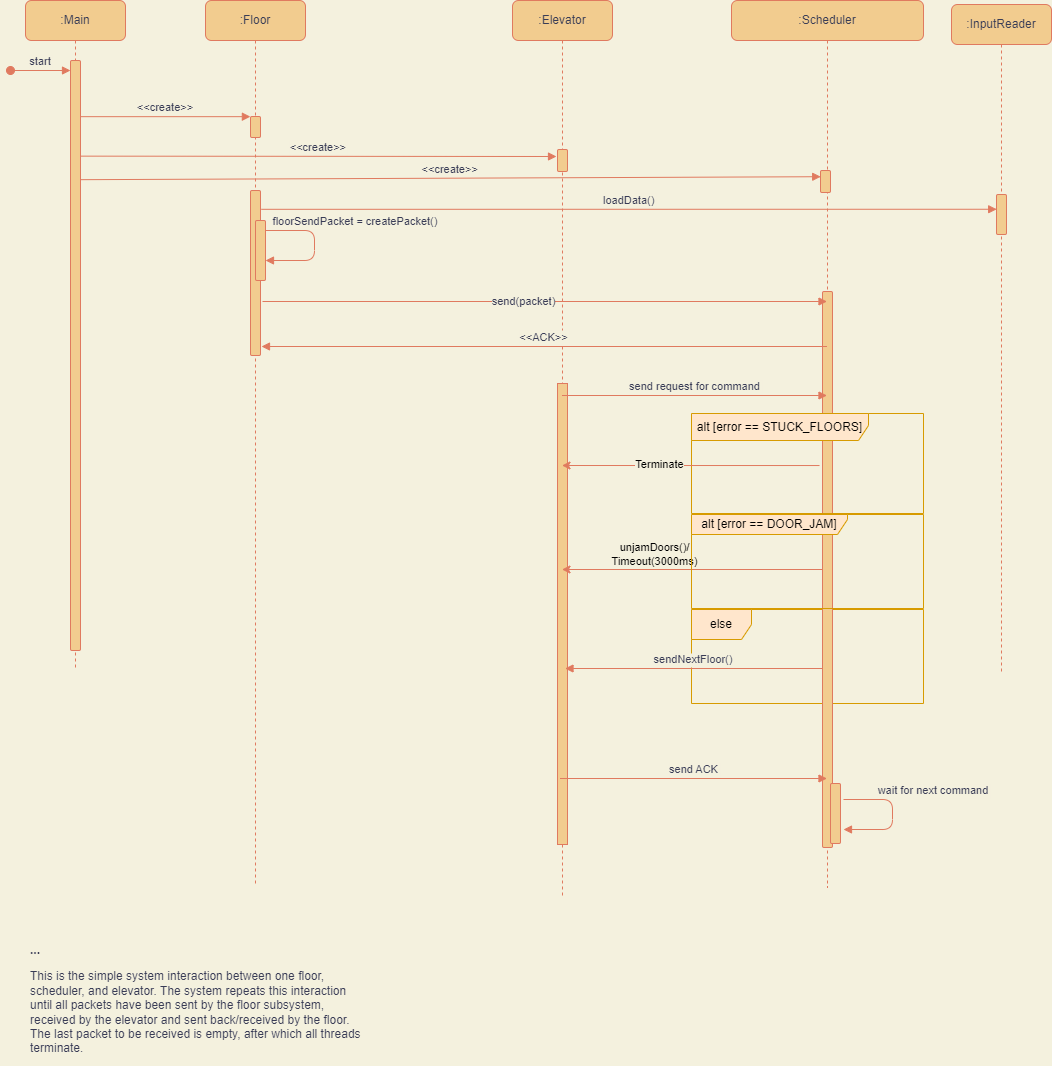 :Main
:Floor
:Elevator
:Scheduler
:InputReader
start
<<create>>
<<create>>
<<create>>
loadData()
floorSendPacket = createPacket()
send(packet)
<<ACK>>
send request for command
alt [error == STUCK_FLOORS]
Terminate
alt [error == DOOR_JAM]
unjamDoors()/
Timeout(3000ms)
else
sendNextFloor()
send ACK
wait for next command
...
This is the simple system interaction between one floor,
scheduler, and elevator. The system repeats this interaction
until all packets have been sent by the floor subsystem,
received by the elevator and sent back/received by the floor.
The last packet to be received is empty, after which all threads
terminate.